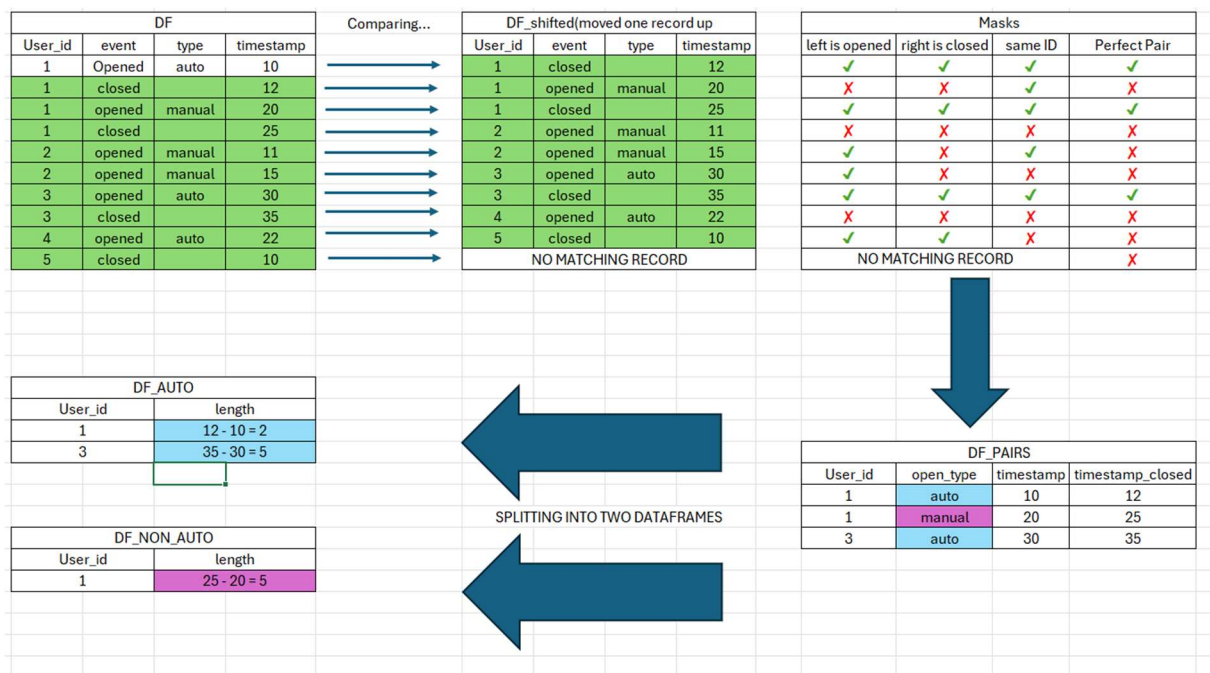 DF Comparing... DF_shifted(moved one record up Masks
User_id event type timestamp User_id event type timestamp left is opened right is closed same ID Perfect Pair
1 Opened auto 10 1 closed 12 ✓ ✓ ✓ ✓
1 closed 12 1 opened manual 20 ✗ ✗ ✓ ✗
1 opened manual 20 1 closed 25 ✓ ✓ ✓ ✓
1 closed 25 2 opened manual 11 ✗ ✗ ✗ ✗
2 opened manual 11 2 opened manual 15 ✓ ✗ ✓ ✗
2 opened manual 15 3 opened auto 30 ✓ ✗ ✗ ✗
3 opened auto 30 3 closed 35 ✓ ✓ ✓ ✓
3 closed 35 4 opened auto 22 ✗ ✗ ✗ ✗
4 opened auto 22 5 closed 10 ✓ ✓ ✗ ✗
5 closed 10 NO MATCHING RECORD NO MATCHING RECORD ✗
DF_AUTO
User_id length
1 12 - 10 = 2
3 35 - 30 = 5
DF_PAIRS
User_id open_type timestamp timestamp_closed
1 auto 10 12
1 manual 20 25
3 auto 30 35
SPLITTING INTO TWO DATAFRAMES
DF_NON_AUTO
User_id length
1 25 - 20 = 5